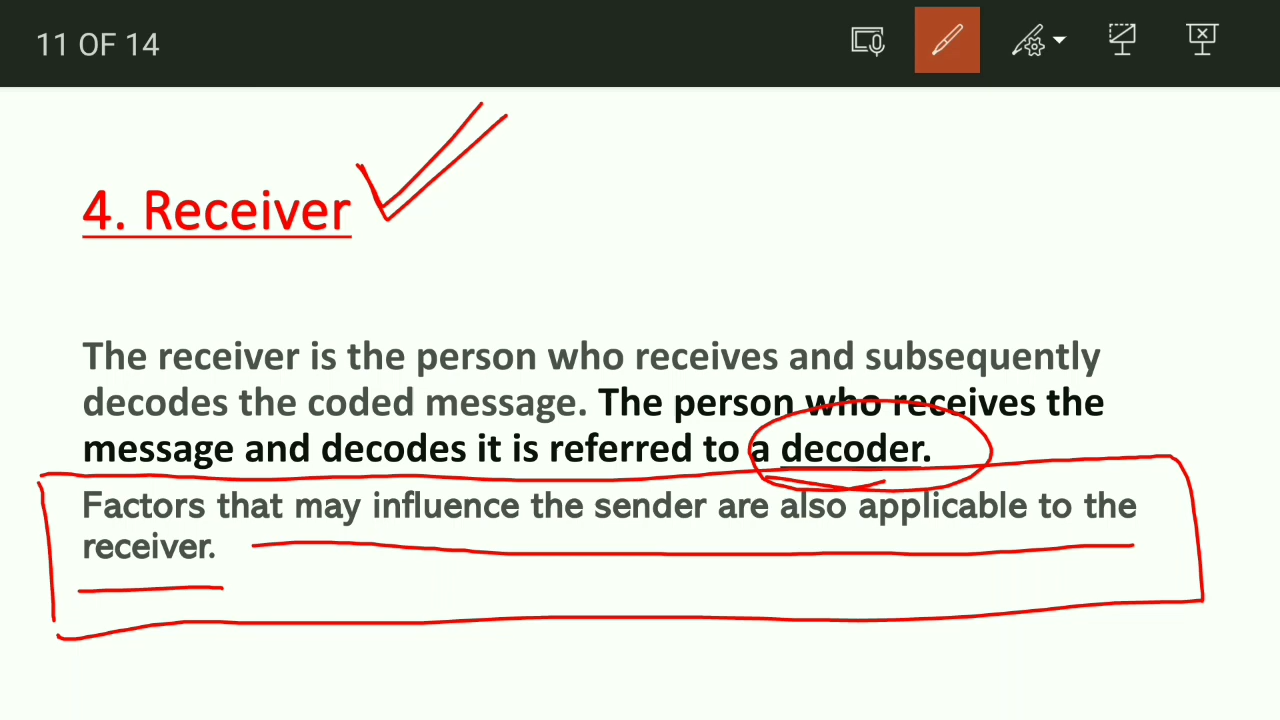 11 OF 14
4. Receiver
The receiver is the person who receives and subsequently
decodes the coded message. The person who receives the
message and decodes it is referred to a decoder.
Factors that may influence the sender are also applicable to the
receiver.